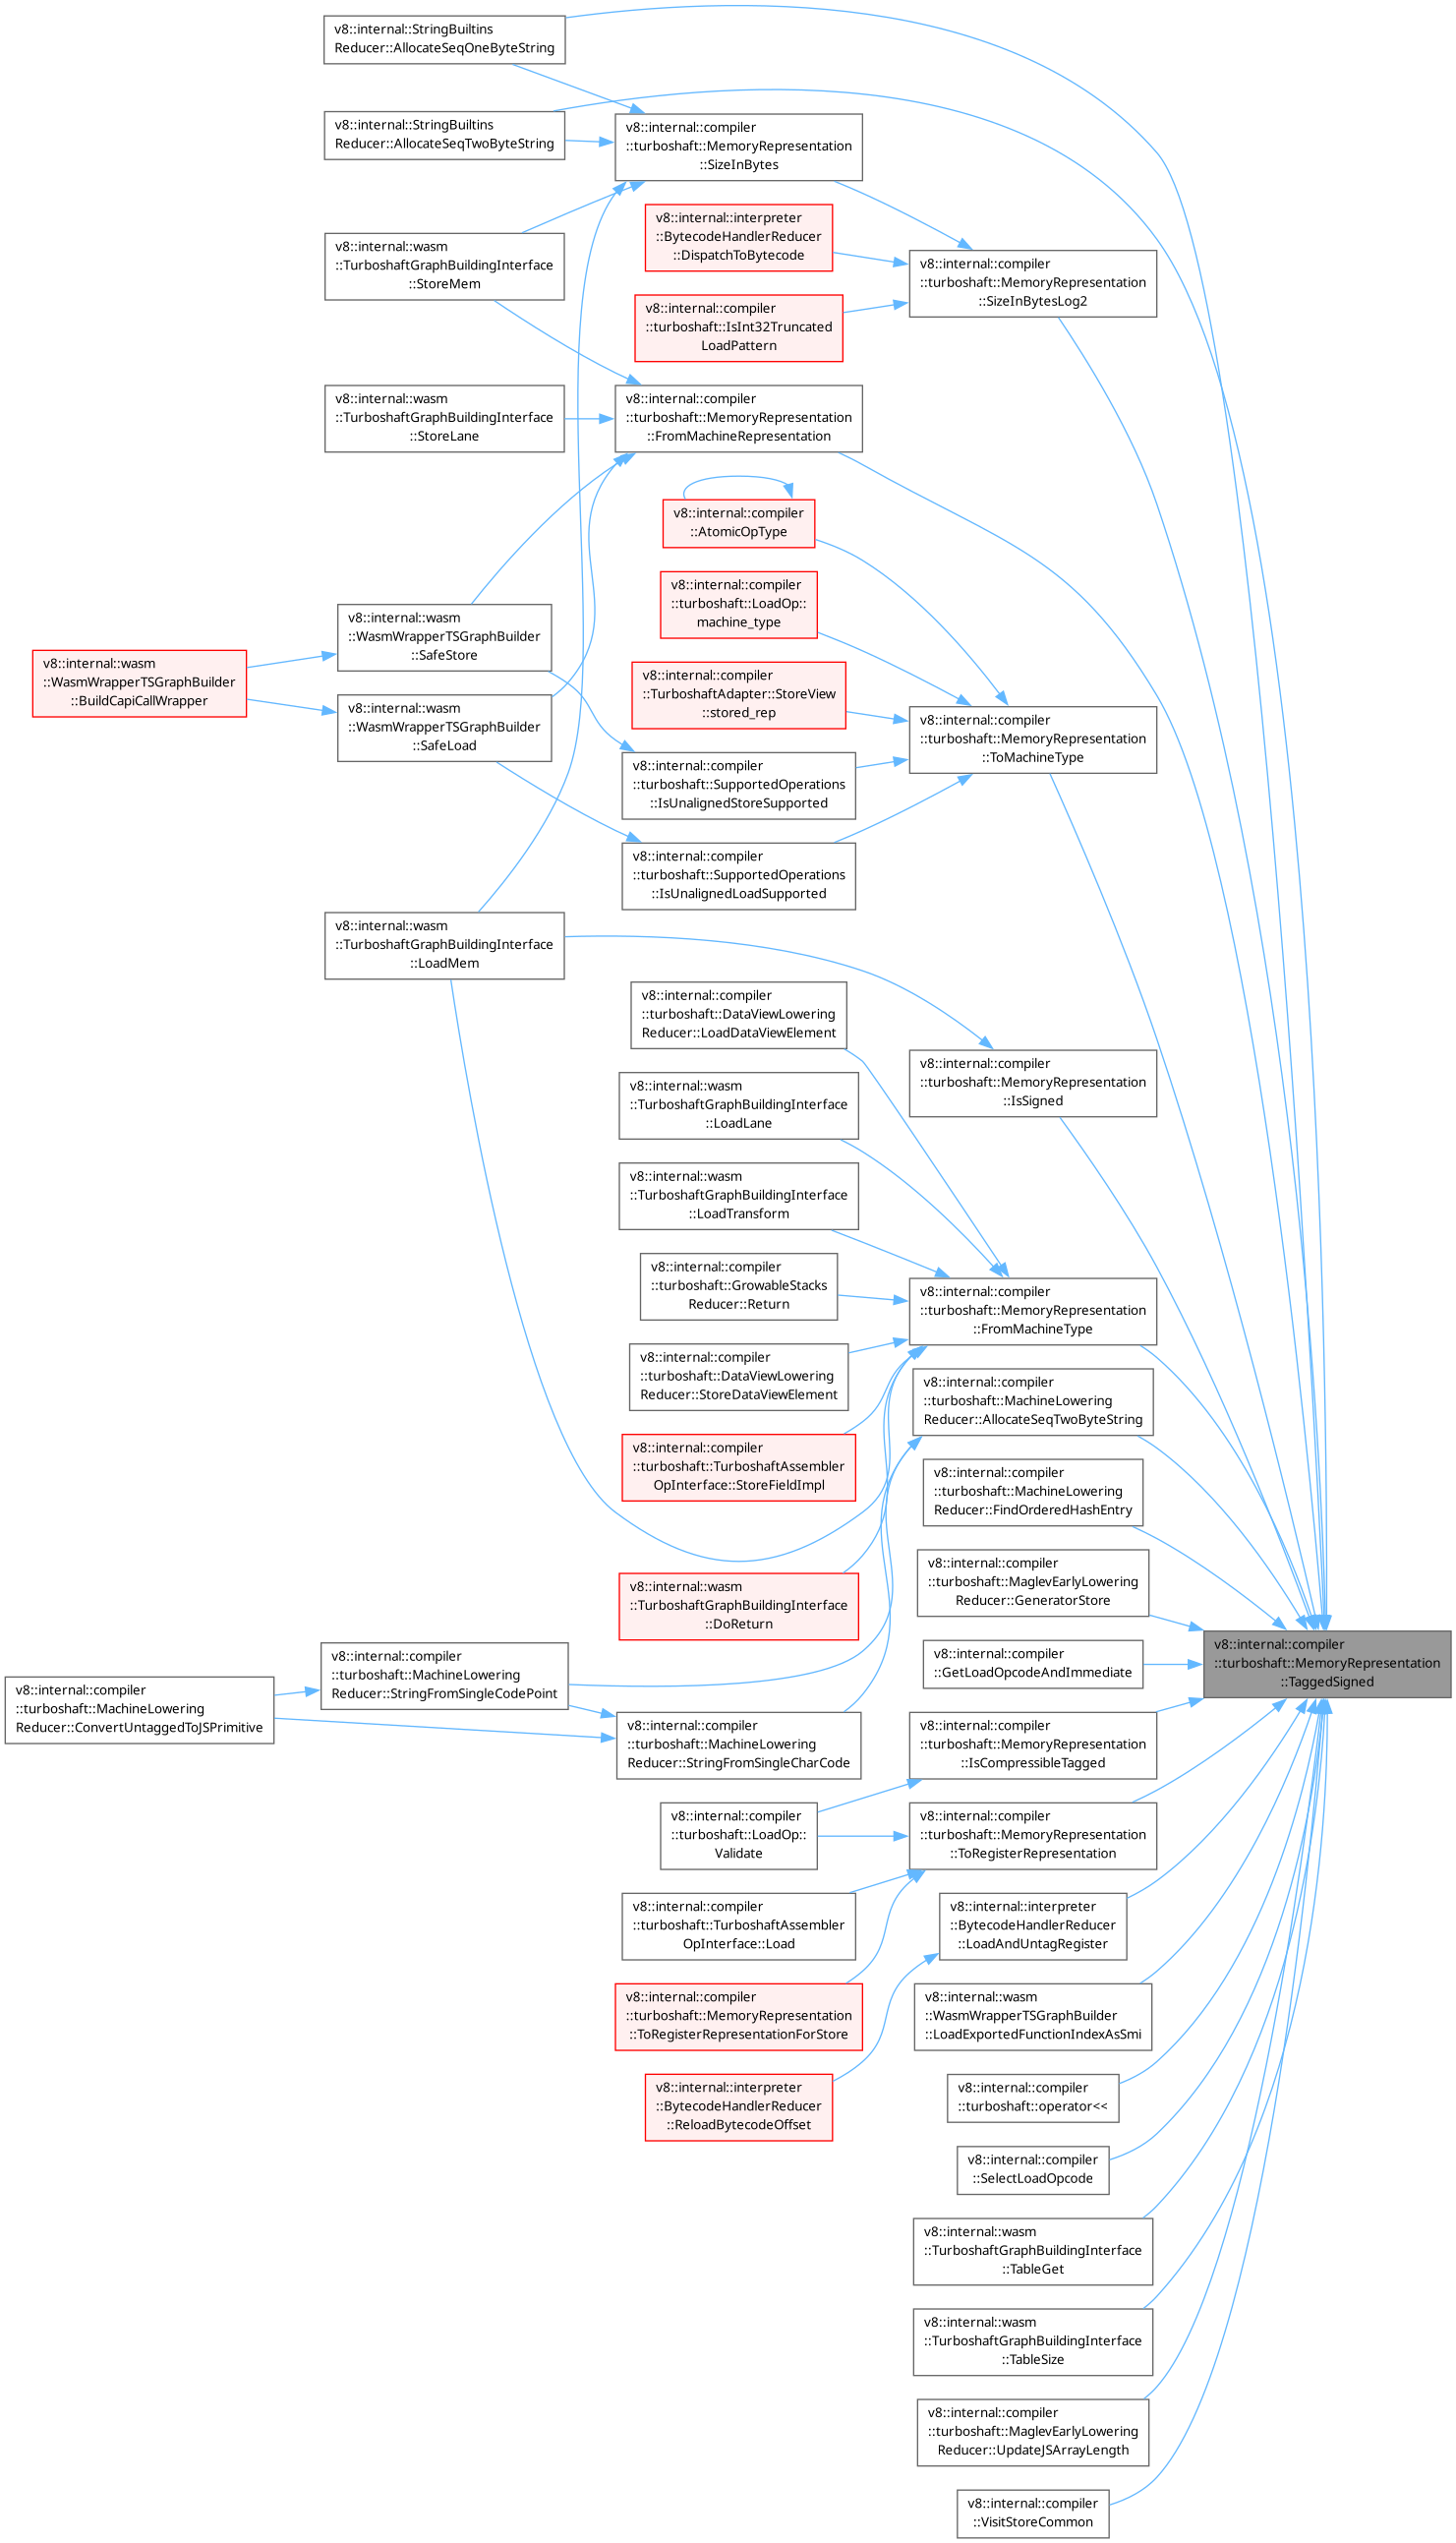 v8::internal::StringBuiltins
Reducer::AllocateSeqOneByteString
v8::internal::StringBuiltins
Reducer::AllocateSeqTwoByteString
v8::internal::compiler
::turboshaft::MemoryRepresentation
::SizeInBytes
v8::internal::interpreter
::BytecodeHandlerReducer
::DispatchToBytecode
v8::internal::wasm
::TurboshaftGraphBuildingInterface
::StoreMem
v8::internal::compiler
::turboshaft::MemoryRepresentation
::SizeInBytesLog2
v8::internal::compiler
::turboshaft::IsInt32Truncated
LoadPattern
v8::internal::wasm
::TurboshaftGraphBuildingInterface
::StoreLane
v8::internal::compiler
::turboshaft::MemoryRepresentation
::FromMachineRepresentation
v8::internal::compiler
::AtomicOpType
v8::internal::compiler
::turboshaft::LoadOp::
machine_type
v8::internal::wasm
::WasmWrapperTSGraphBuilder
::SafeStore
v8::internal::wasm
::WasmWrapperTSGraphBuilder
::BuildCapiCallWrapper
v8::internal::compiler
::TurboshaftAdapter::StoreView
::stored_rep
v8::internal::wasm
::WasmWrapperTSGraphBuilder
::SafeLoad
v8::internal::compiler
::turboshaft::MemoryRepresentation
::ToMachineType
v8::internal::compiler
::turboshaft::SupportedOperations
::IsUnalignedStoreSupported
v8::internal::compiler
::turboshaft::SupportedOperations
::IsUnalignedLoadSupported
v8::internal::wasm
::TurboshaftGraphBuildingInterface
::LoadMem
v8::internal::compiler
::turboshaft::DataViewLowering
Reducer::LoadDataViewElement
v8::internal::compiler
::turboshaft::MemoryRepresentation
::IsSigned
v8::internal::wasm
::TurboshaftGraphBuildingInterface
::LoadLane
v8::internal::wasm
::TurboshaftGraphBuildingInterface
::LoadTransform
v8::internal::compiler
::turboshaft::GrowableStacks
Reducer::Return
v8::internal::compiler
::turboshaft::MemoryRepresentation
::FromMachineType
v8::internal::compiler
::turboshaft::DataViewLowering
Reducer::StoreDataViewElement
v8::internal::compiler
::turboshaft::MachineLowering
Reducer::AllocateSeqTwoByteString
v8::internal::compiler
::turboshaft::TurboshaftAssembler
OpInterface::StoreFieldImpl
v8::internal::compiler
::turboshaft::MachineLowering
Reducer::FindOrderedHashEntry
v8::internal::compiler
::turboshaft::MaglevEarlyLowering
Reducer::GeneratorStore
v8::internal::wasm
::TurboshaftGraphBuildingInterface
::DoReturn
v8::internal::compiler
::turboshaft::MemoryRepresentation
::TaggedSigned
v8::internal::compiler
::GetLoadOpcodeAndImmediate
v8::internal::compiler
::turboshaft::MachineLowering
Reducer::StringFromSingleCodePoint
v8::internal::compiler
::turboshaft::MachineLowering
Reducer::ConvertUntaggedToJSPrimitive
v8::internal::compiler
::turboshaft::MachineLowering
Reducer::StringFromSingleCharCode
v8::internal::compiler
::turboshaft::MemoryRepresentation
::IsCompressibleTagged
v8::internal::compiler
::turboshaft::LoadOp::
Validate
v8::internal::compiler
::turboshaft::MemoryRepresentation
::ToRegisterRepresentation
v8::internal::compiler
::turboshaft::TurboshaftAssembler
OpInterface::Load
v8::internal::interpreter
::BytecodeHandlerReducer
::LoadAndUntagRegister
v8::internal::compiler
::turboshaft::MemoryRepresentation
::ToRegisterRepresentationForStore
v8::internal::wasm
::WasmWrapperTSGraphBuilder
::LoadExportedFunctionIndexAsSmi
v8::internal::interpreter
::BytecodeHandlerReducer
::ReloadBytecodeOffset
v8::internal::compiler
::turboshaft::operator<<
v8::internal::compiler
::SelectLoadOpcode
v8::internal::wasm
::TurboshaftGraphBuildingInterface
::TableGet
v8::internal::wasm
::TurboshaftGraphBuildingInterface
::TableSize
v8::internal::compiler
::turboshaft::MaglevEarlyLowering
Reducer::UpdateJSArrayLength
v8::internal::compiler
::VisitStoreCommon